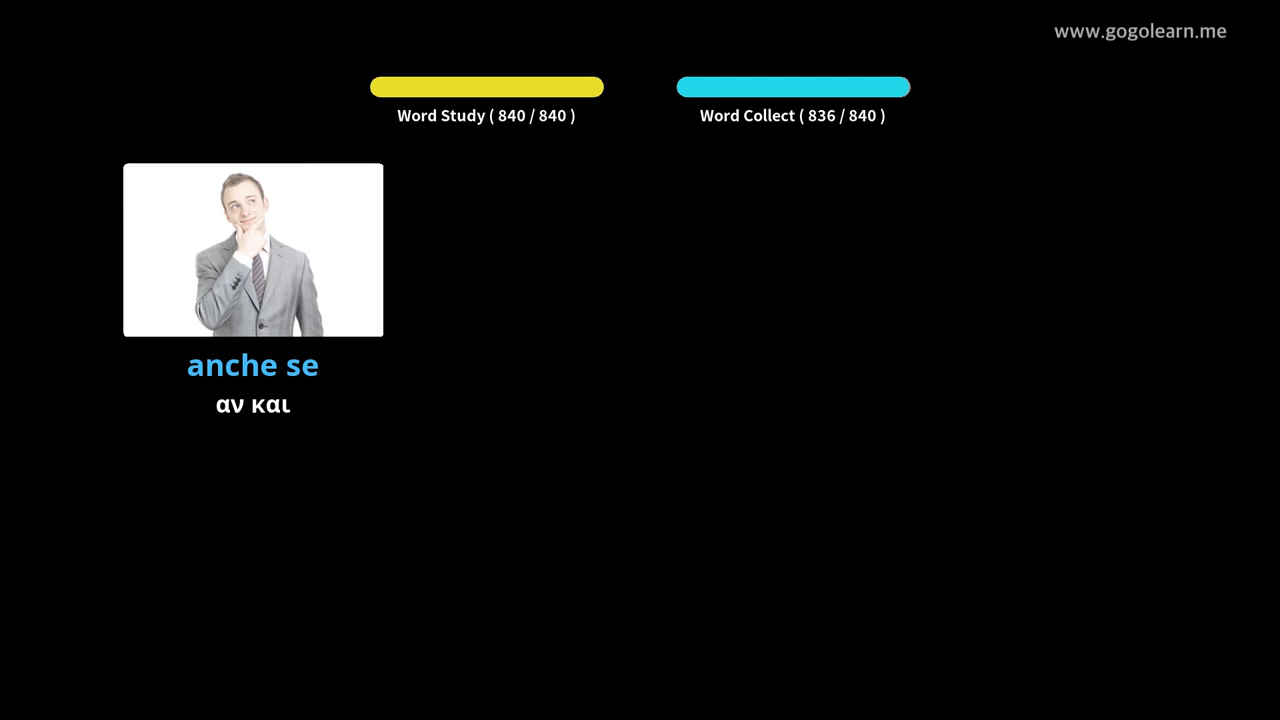 www.gogolearn.me
Word Study ( 840 / 840 )
Word Collect ( 836 / 840 )
anche se
αν και